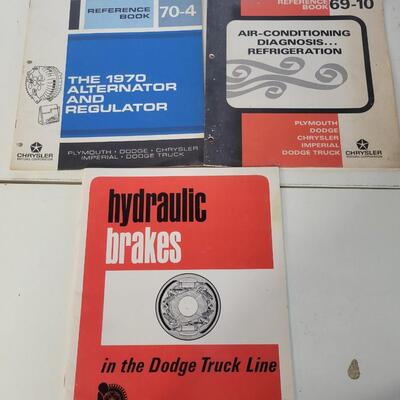 REFERENCE
BOOK 70-4
THE 1970
ALTERNATOR
AND
REGULATOR
PLYMOUTH • DODGE • CHRYSLER
IMPERIAL • DODGE TRUCK
CHRYSLER
REFERENCE
BOOK 69-10
AIR-CONDITIONING
DIAGNOSIS...
REFRIGERATION
PLYMOUTH
DODGE
CHRYSLER
IMPERIAL
DODGE TRUCK
CHRYSLER
hydraulic
brakes
in the Dodge Truck Line